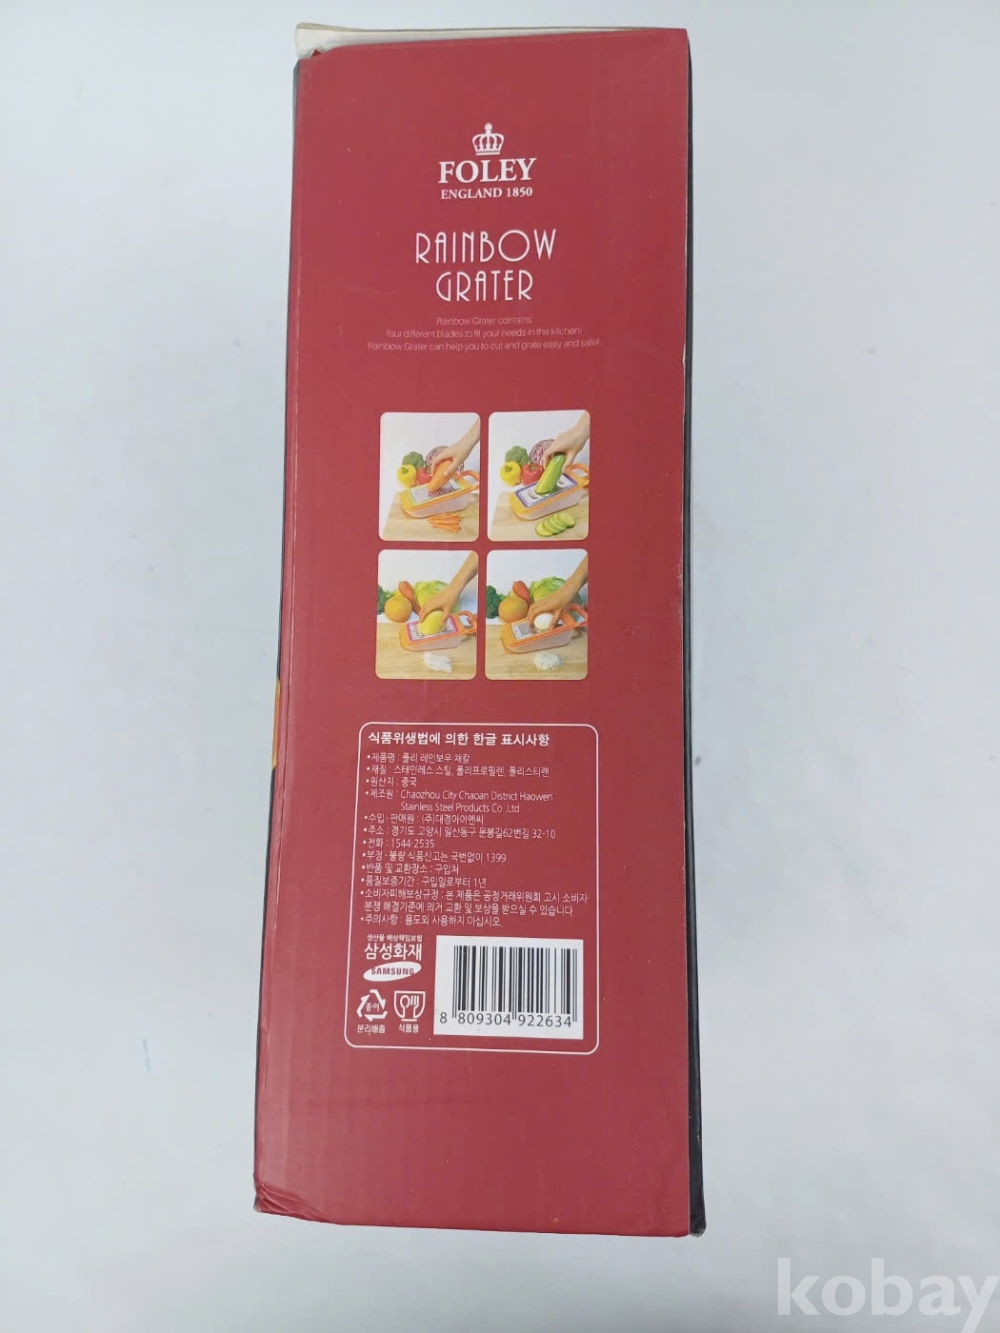 FOLEY
ENGLAND 1850
RAINBOW
GRATER
Rainbow Grater contains
four different blades to fit your needs in the kitchen!
Rainbow Grater can help you to cut and grate easy and safe!
식품위생법에 의한 한글 표시사항
•제품명 : 폴리 레인보우 채칼
•재질 : 스테인레스 스틸, 폴리프로필렌, 폴리스티렌
•원산지 : 중국
•제조원 : Chaozhou City Chaoan District Haowen
Stainless Steel Products Co.,Ltd
•수입·판매원 : (주)대경아이엔씨
•주소 : 경기도 고양시 일산동구 문봉길62번길 32-10
•전화 : 1544-2535
•부정·불량 식품신고는 국번없이 1399
•반품 및 교환장소 : 구입처
•품질보증기간 : 구입일로부터 1년
•소비자피해보상규정 : 본 제품은 공정거래위원회 고시 소비자
분쟁 해결기준에 의거 교환 및 보상을 받으실 수 있습니다.
•주의사항 : 용도외 사용하지 마십시오.
생산물 배상책임보험
삼성화재
SAMSUNG
종이
분리배출 식품용
8 809304 922634
kobay